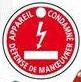 APPAREIL CONDAMNÉ
DÉFENSE DE MANŒUVRER